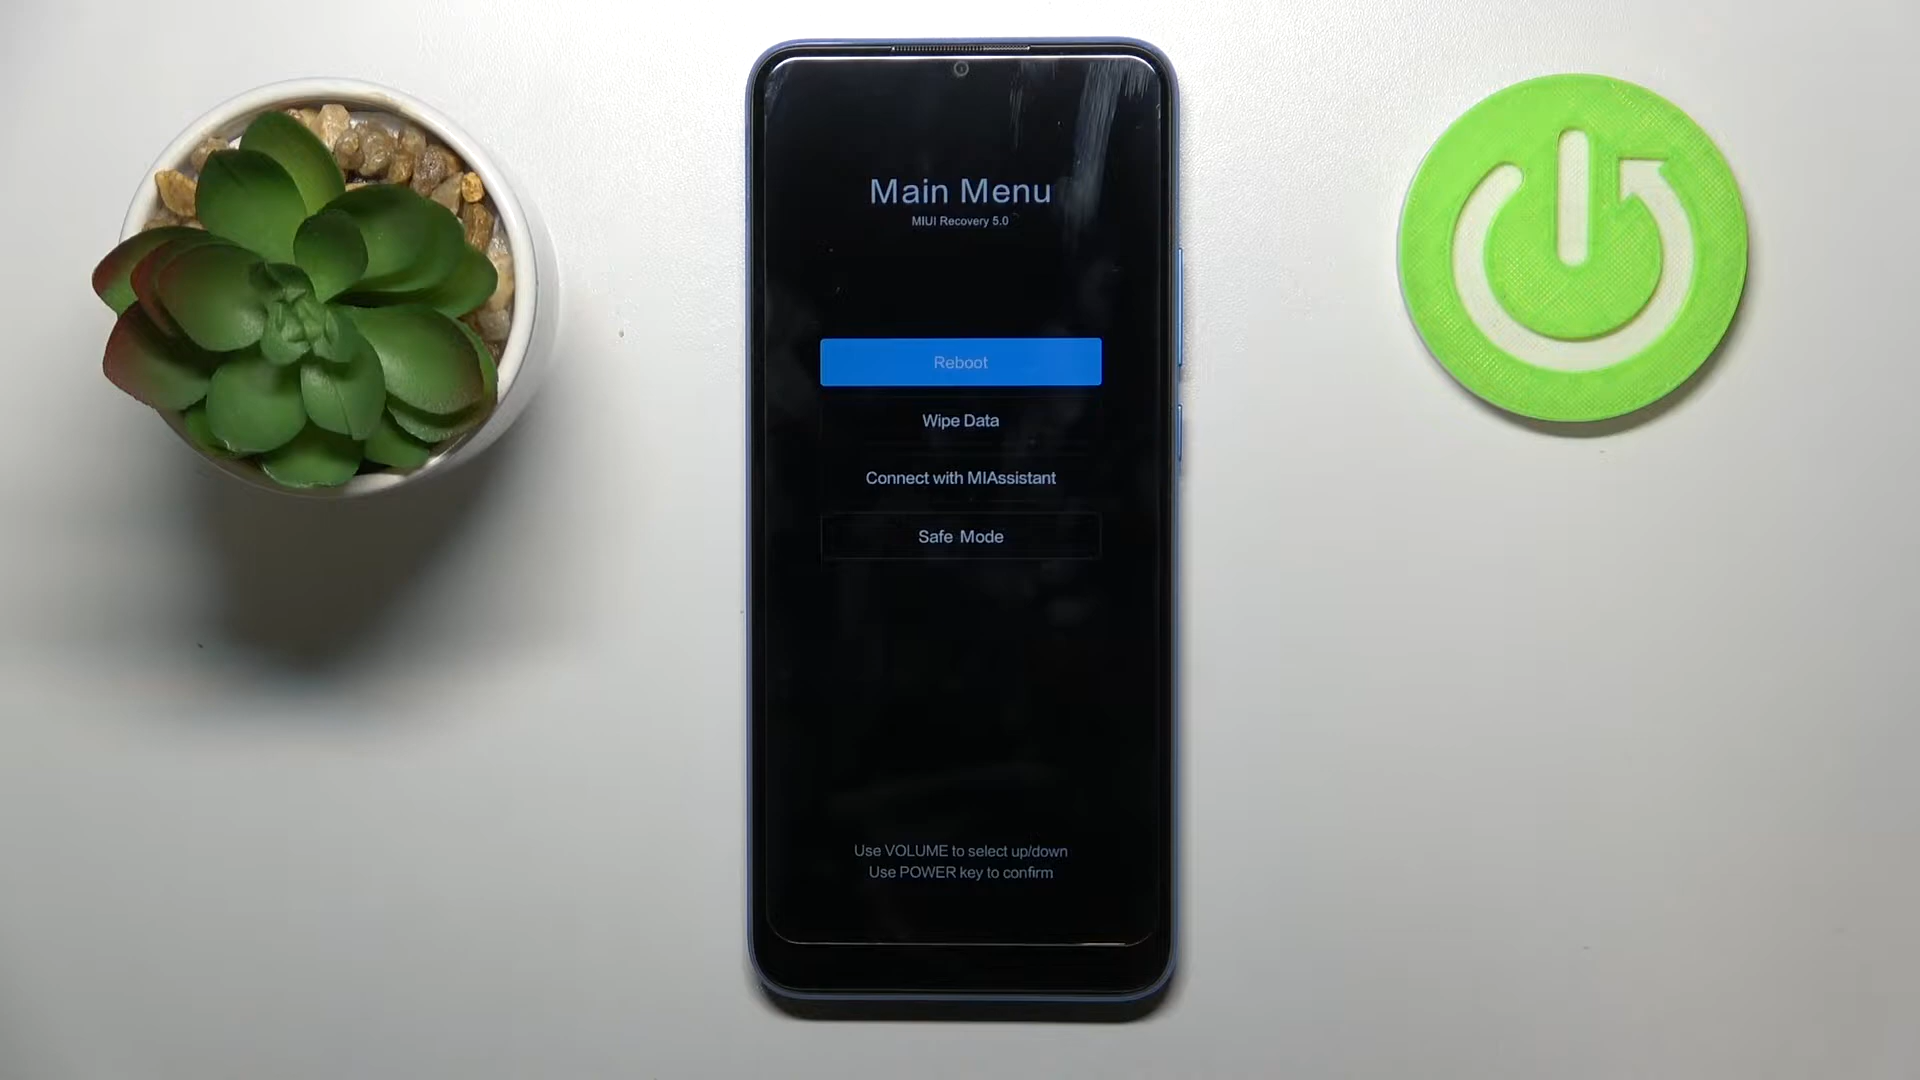 Main Menu
MIUI Recovery 5.0
Reboot
Wipe Data
Connect with MIAssistant
Safe Mode
Use VOLUME to select up/down
Use POWER key to confirm